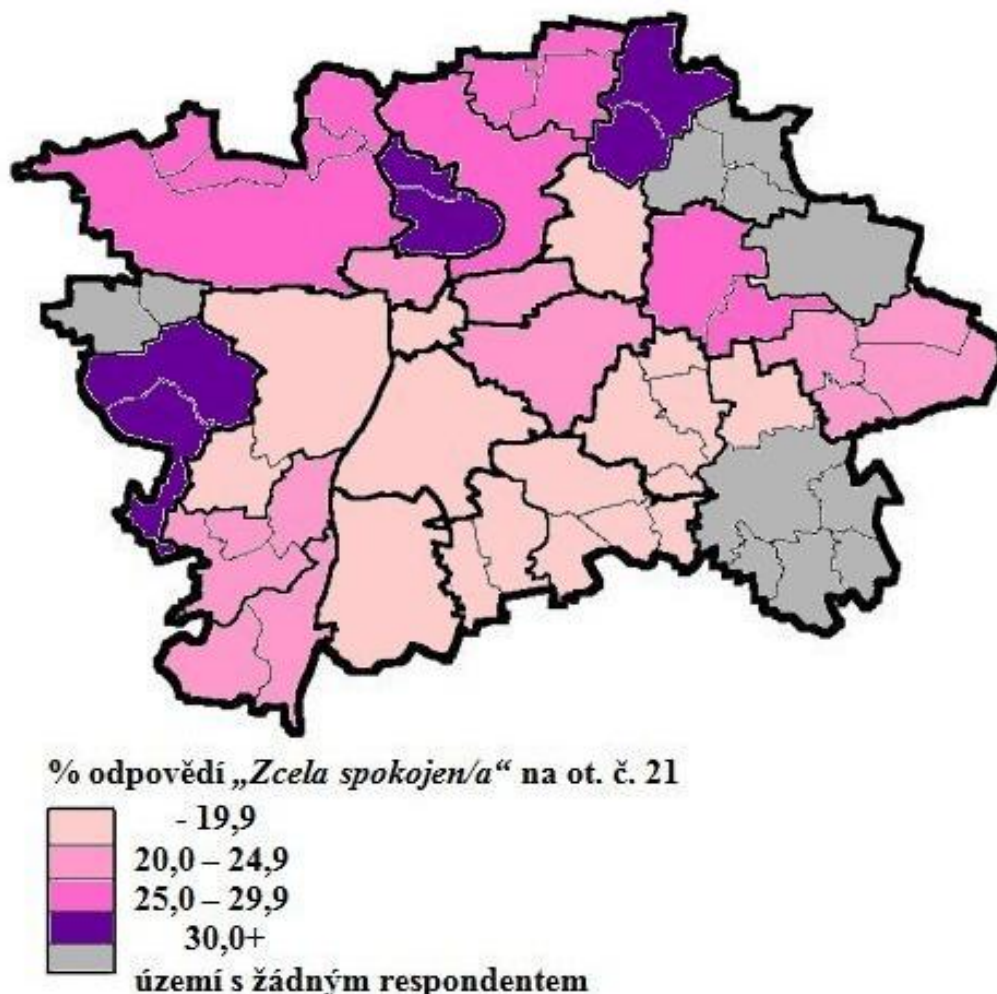 % odpovědí „Zcela spokojen/a“ na ot. č. 21
- 19,9
20,0 – 24,9
25,0 – 29,9
30,0+
území s žádným respondentem